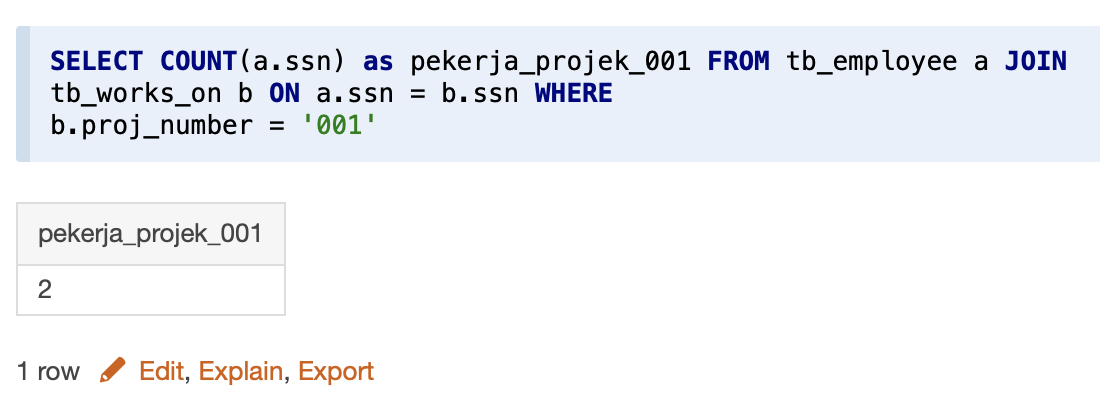 SELECT COUNT(a.ssn) as pekerja_projek_001 FROM tb_employee a JOIN
tb_works_on b ON a.ssn = b.ssn WHERE
b.proj_number = '001'
pekerja_projek_001
2
1 row Edit, Explain, Export